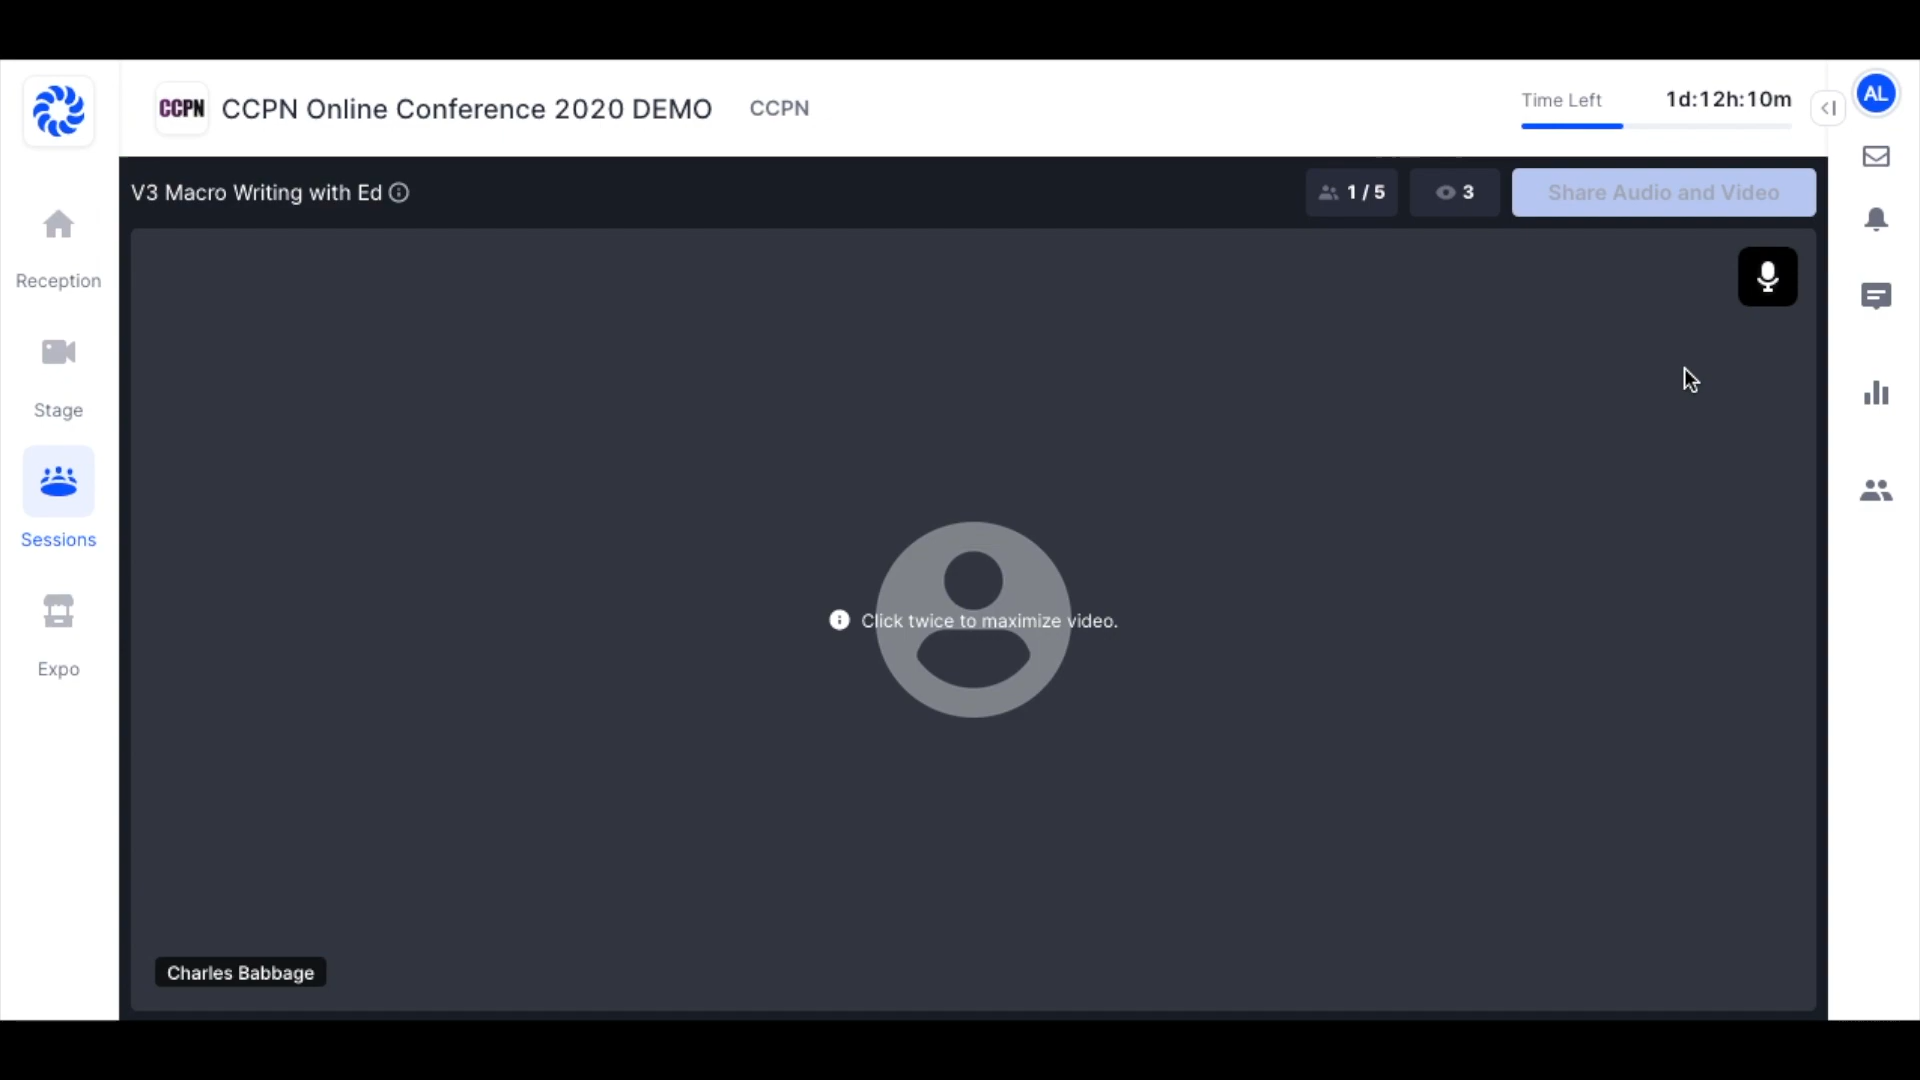 CCPN
CCPN Online Conference 2020 DEMO
CCPN
Time Left
1d:12h:10m
AL
V3 Macro Writing with Ed
1 / 5
3
Share Audio and Video
Reception
Stage
Sessions
Expo
Click twice to maximize video.
Charles Babbage